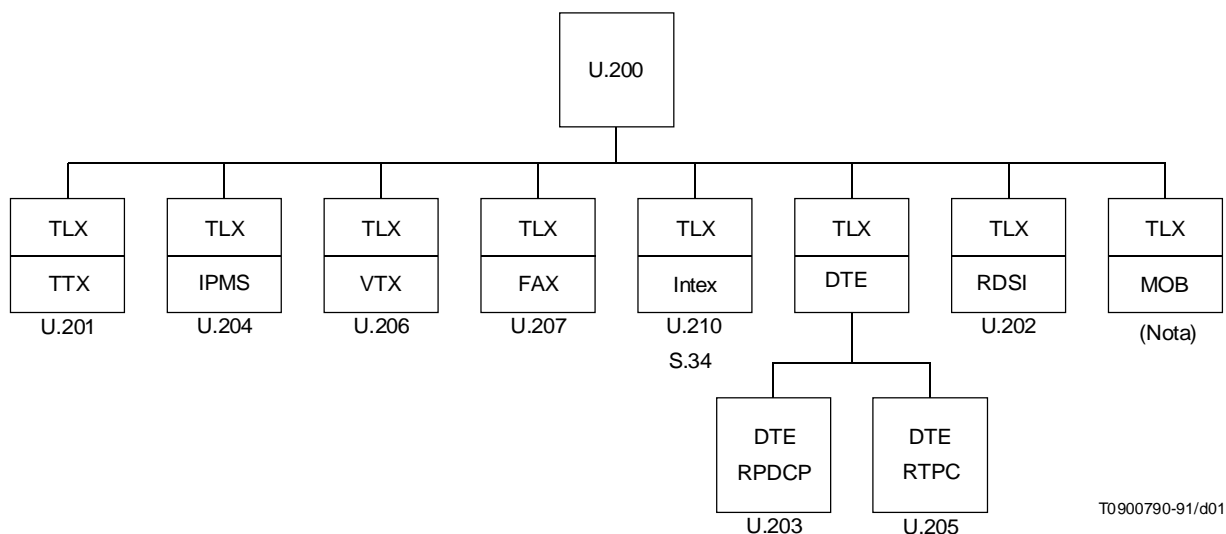 U.200
TLX TLX TLX TLX TLX TLX TLX TLX
TTX IPMS VTX FAX Intex DTE RDSI MOB
U.201 U.204 U.206 U.207 U.210 U.202 (Nota)
S.34
DTE DTE
RPDCP RTPC
T0900790-91/d01
U.203 U.205